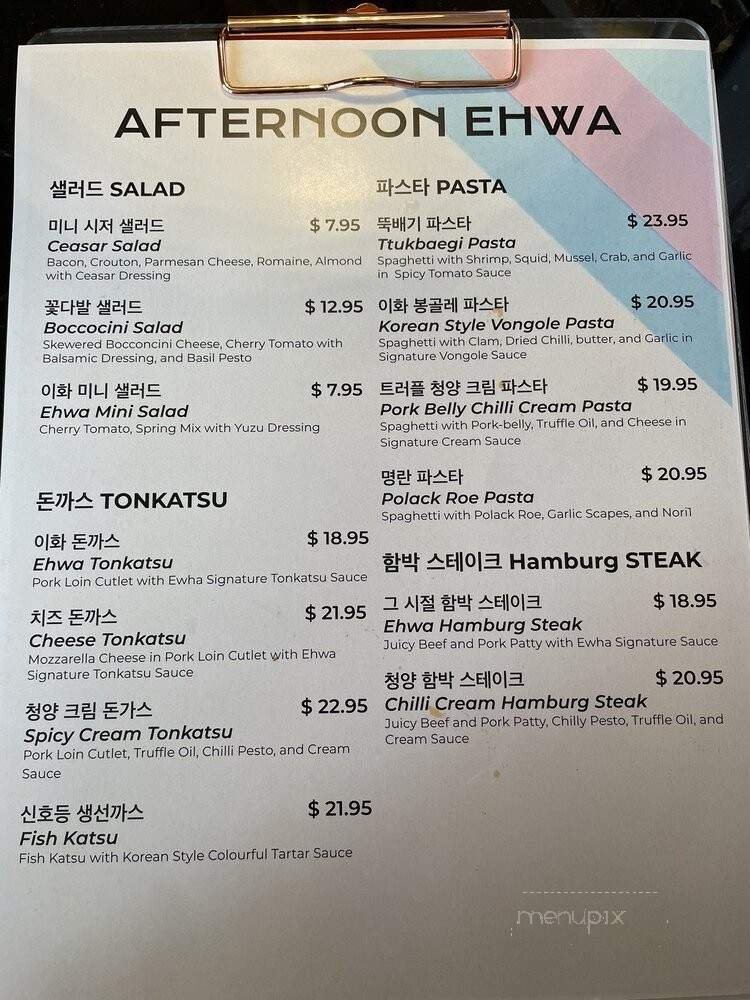 AFTERNOON EHWA
샐러드 SALAD
미니 시저 샐러드 $ 7.95
Ceasar Salad
Bacon, Crouton, Parmesan Cheese, Romaine, Almond
with Ceasar Dressing
꽃다발 샐러드 $ 12.95
Boccocini Salad
Skewered Bocconcini Cheese, Cherry Tomato with
Balsamic Dressing, and Basil Pesto
이화 미니 샐러드 $ 7.95
Ehwa Mini Salad
Cherry Tomato, Spring Mix with Yuzu Dressing
돈까스 TONKATSU
이화 돈까스 $ 18.95
Ehwa Tonkatsu
Pork Loin Cutlet with Ewha Signature Tonkatsu Sauce
치즈 돈까스 $ 21.95
Cheese Tonkatsu
Mozzarella Cheese in Pork Loin Cutlet with Ehwa
Signature Tonkatsu Sauce
청양 크림 돈가스 $ 22.95
Spicy Cream Tonkatsu
Pork Loin Cutlet, Truffle Oil, Chilli Pesto, and Cream
Sauce
신호등 생선까스 $ 21.95
Fish Katsu
Fish Katsu with Korean Style Colourful Tartar Sauce
파스타 PASTA
뚝배기 파스타 $ 23.95
Ttukbaegi Pasta
Spaghetti with Shrimp, Squid, Mussel, Crab, and Garlic
in Spicy Tomato Sauce
이화 봉골레 파스타 $ 20.95
Korean Style Vongole Pasta
Spaghetti with Clam, Dried Chilli, butter, and Garlic in
Signature Vongole Sauce
트러플 청양 크림 파스타 $ 19.95
Pork Belly Chilli Cream Pasta
Spaghetti with Pork-belly, Truffle Oil, and Cheese in
Signature Cream Sauce
명란 파스타 $ 20.95
Polack Roe Pasta
Spaghetti with Polack Roe, Garlic Scapes, and Nori1
함박 스테이크 Hamburg STEAK
그 시절 함박 스테이크 $ 18.95
Ehwa Hamburg Steak
Juicy Beef and Pork Patty with Ewha Signature Sauce
청양 함박 스테이크 $ 20.95
Chilli Cream Hamburg Steak
Juicy Beef and Pork Patty, Chilly Pesto, Truffle Oil, and
Cream Sauce
menupix